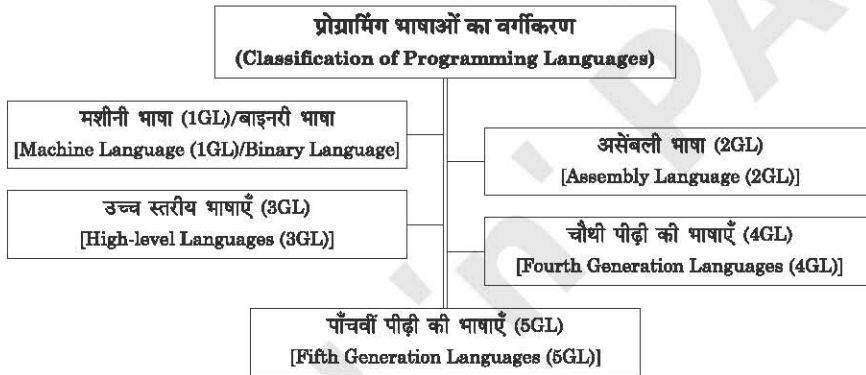 प्रोग्रामिंग भाषाओं का वर्गीकरण
(Classification of Programming Languages)
मशीनी भाषा (1GL)/बाइनरी भाषा
[Machine Language (1GL)/Binary Language]
असेंबली भाषा (2GL)
[Assembly Language (2GL)]
उच्च स्तरीय भाषाएँ (3GL)
[High-level Languages (3GL)]
चौथी पीढ़ी की भाषाएँ (4GL)
[Fourth Generation Languages (4GL)]
पाँचवीं पीढ़ी की भाषाएँ (5GL)
[Fifth Generation Languages (5GL)]